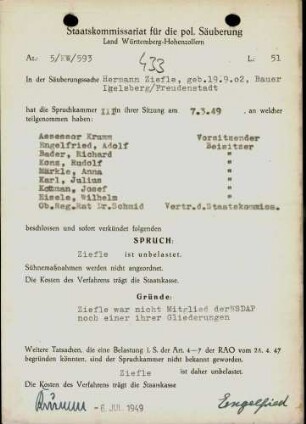 Staatskommissariat für die pol. Säuberung
Land Württemberg-Hohenzollern
Az.: 5/KW/593
433
L: 51
In der Säuberungssache Hermann Ziefle, geb.19.9.02, Bauer
Igelsberg/Freudenstadt
hat die Spruchkammer III in ihrer Sitzung am 7.3.49 , an welcher
teilgenommen haben:
Assessor Krumm Vorsitzender
Engelfried, Adolf Beisitzer
Bader, Richard "
Konz, Rudolf "
Märkle, Anna "
Karl, Julius "
Kottman, Josef "
Eisele, Wilhelm "
Ob.Reg.Rat Dr.Schmid Vertr.d.Staatskommiss.
beschlossen und sofort verkündet folgenden
SPRUCH:
Ziefle ist unbelastet.
Sühnemaßnahmen werden nicht angeordnet.
Die Kosten des Verfahrens trägt die Staatskasse.
Gründe:
Ziefle war nicht Mitglied derNSDAP
noch einer ihrer Gliederungen
Weitere Tatsachen, die eine Belastung i. S. der Art. 4–7 der RAO vom 24. 4. 47
begründen könnten, sind der Spruchkammer nicht bekannt geworden.
Ziefle ist daher unbelastet.
Die Kosten des Verfahrens trägt die Staatskasse.
Krumm - 6 JUL 1949 Engelfried